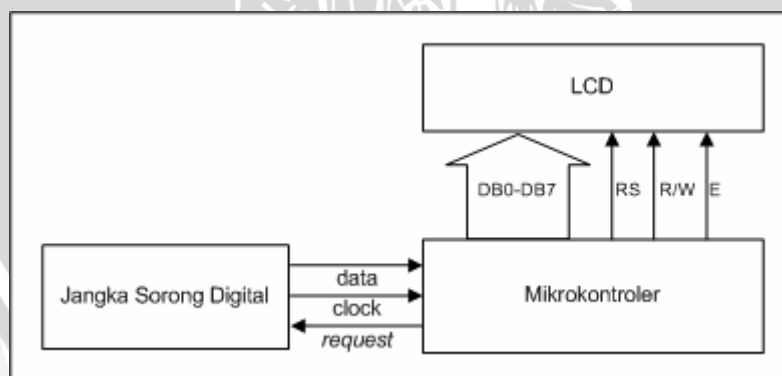 LCD
DB0-DB7
RS
R/W
E
Jangka Sorong Digital
data
clock
request
Mikrokontroler